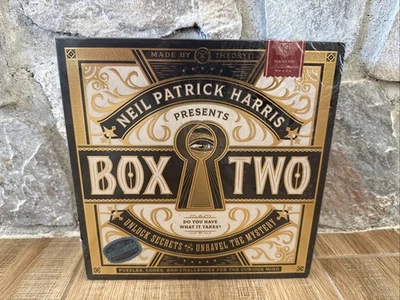 MADE BY THEORY11
NEIL PATRICK HARRIS
PRESENTS
BOX TWO
DO YOU HAVE
WHAT IT TAKES?
UNLOCK SECRETS
UNRAVEL THE MYSTERY
PUZZLES, CODES, AND CHALLENGES FOR THE CURIOUS MIND